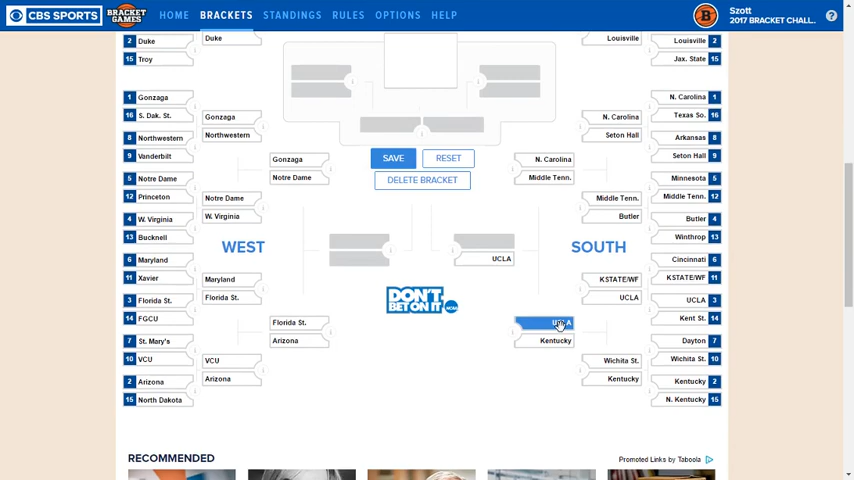 CBS SPORTS
BRACKET GAMES
HOME BRACKETS STANDINGS RULES OPTIONS HELP
Szott
2017 BRACKET CHALL...
?
2 Duke
15 Troy
Duke
Louisville
Louisville 2
Jax. State 15
1 Gonzaga
16 S. Dak. St.
8 Northwestern
9 Vanderbilt
5 Notre Dame
12 Princeton
4 W. Virginia
13 Bucknell
6 Maryland
11 Xavier
3 Florida St.
14 FGCU
7 St. Mary's
10 VCU
2 Arizona
15 North Dakota
Gonzaga
Northwestern
Notre Dame
W. Virginia
WEST
Maryland
Florida St.
VCU
Arizona
Gonzaga
Notre Dame
Florida St.
Arizona
SAVE
RESET
DELETE BRACKET
UCLA
DON'T BET ON IT
N. Carolina
Middle Tenn.
UCLA
Kentucky
N. Carolina
Seton Hall
Middle Tenn.
Butler
SOUTH
KSTATE/WF
UCLA
Wichita St.
Kentucky
N. Carolina 1
Texas So. 16
Arkansas 8
Seton Hall 9
Minnesota 5
Middle Tenn. 12
Butler 4
Winthrop 13
Cincinnati 6
KSTATE/WF 11
UCLA 3
Kent St. 14
Dayton 7
Wichita St. 10
Kentucky 2
N. Kentucky 15
RECOMMENDED
Promoted Links by Taboola